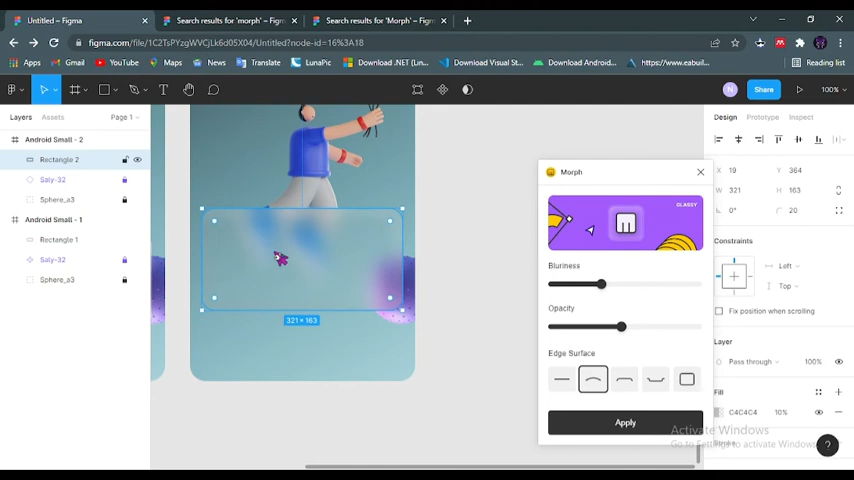 Untitled – Figma
Search results for 'morph' – Fig
Search results for 'Morph' – Fig
figma.com/file/1C2TsPYzgWVCjLk6d05X04/Untitled?node-id=16%3A18
Apps
Gmail
YouTube
Maps
News
Translate
LunaPic
Download .NET (Lin...
Download Visual St...
Download Android...
https://www.eabuil...
Reading list
N
Share
100%
Layers
Assets
Page 1
Design
Prototype
Inspect
Android Small - 2
Rectangle 2
Saly-32
Sphere_a3
Android Small - 1
Rectangle 1
Saly-32
Sphere_a3
321 × 163
Morph
GLASSY
Bluriness
Opacity
Edge Surface
Apply
X 19
Y 364
W 321
H 163
0°
20
Constraints
Left
Top
Fix position when scrolling
Layer
Pass through
100%
Fill
C4C4C4
10%
Activate Windows
Go to Settings to activate Windows.
Stroke
?